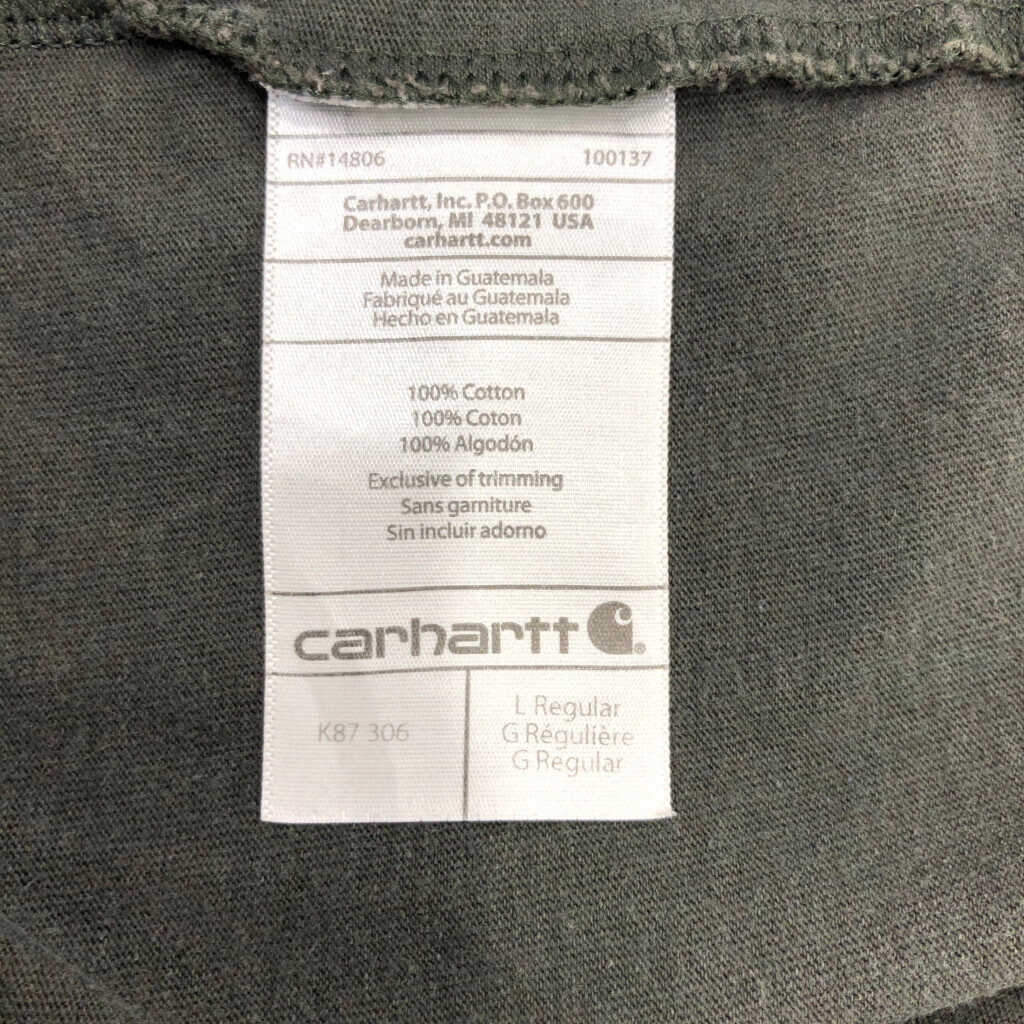 RN#14806 100137
Carhartt, Inc. P.O. Box 600
Dearborn, MI 48121 USA
carhartt.com
Made in Guatemala
Fabriqué au Guatemala
Hecho en Guatemala
100% Cotton
100% Coton
100% Algodón
Exclusive of trimming
Sans garniture
Sin incluir adorno
carhartt ®
K87 306
L Regular
G Régulière
G Regular